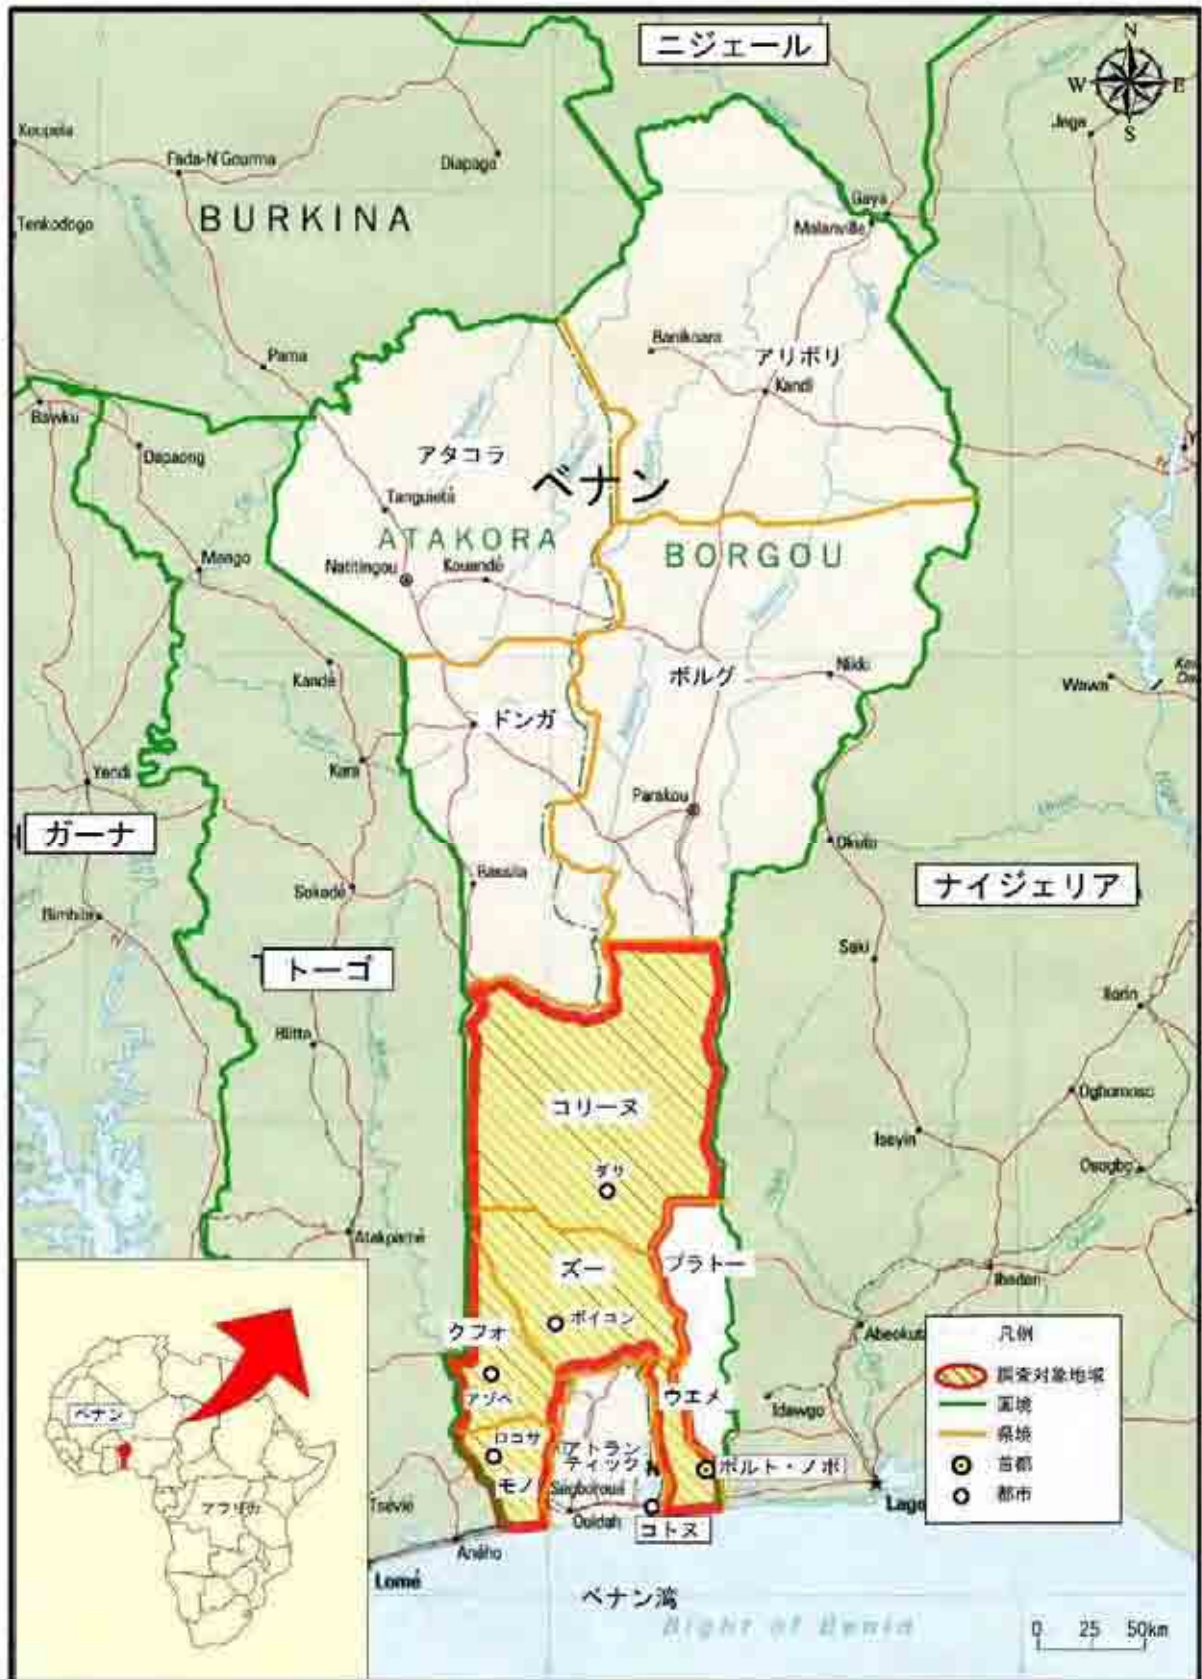 ニジェール
N
W
E
S
Jega
Koupela
Fada-N'Gourma
Diapaga
Tenkodogo
BURKINA
Gaya
Malanville
Banikoara
アリボリ
Kandi
Pama
Bawku
Dapaong
アタコラ
ベナン
Tanguiéta
ATAKORA
BORGOU
Natitingou
Kouandé
Mango
Kandé
ボルグ
Nikki
Wawa
ドンガ
Kara
Yendi
Parakou
ガーナ
Okuta
Bassila
Sokodé
ナイジェリア
Bimbila
トーゴ
Saki
Ilorin
Blitta
コリーヌ
Ogbomoso
Iseyin
Osogbo
ダサ
Atakpamé
ズー
プラトー
Ibadan
ボイコン
クフォ
アゾベ
ウエメ
Abeokuta
Idawgo
ロコサ
アトラン
ティック
モノ
ポルト・ノボ
Tsévié
Ouidah
コトヌ
Lago
Aného
Lomé
ベナン湾
Bight of Benin
凡例
調査対象地域
国境
県境
首都
都市
ベナン
アフリカ
0 25 50km